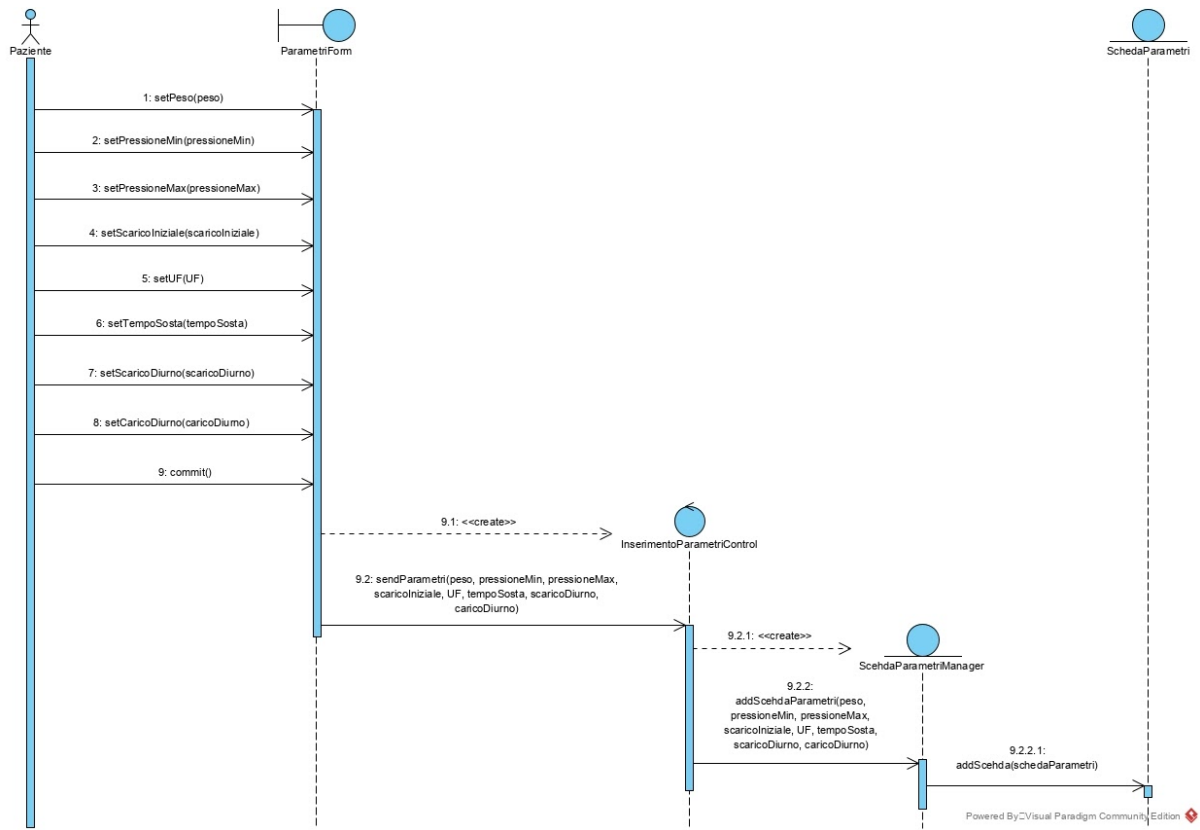 Paziente
ParametriForm
SchedaParametri
1: setPeso(peso)
2: setPressioneMin(pressioneMin)
3: setPressioneMax(pressioneMax)
4: setScaricoIniziale(scaricoIniziale)
5: setUF(UF)
6: setTempoSosta(tempoSosta)
7: setScaricoDiurno(scaricoDiurno)
8: setCaricoDiurno(caricoDiurno)
9: commit()
9.1: <<create>>
InserimentoParametriControl
9.2: sendParametri(peso, pressioneMin, pressioneMax,
scaricoIniziale, UF, tempoSosta, scaricoDiurno,
caricoDiurno)
9.2.1: <<create>>
ScehdaParametriManager
9.2.2:
addScehdaParametri(peso,
pressioneMin, pressioneMax,
scaricoIniziale, UF, tempoSosta,
scaricoDiurno, caricoDiurno)
9.2.2.1:
addScehda(schedaParametri)
Powered By Visual Paradigm Community Edition